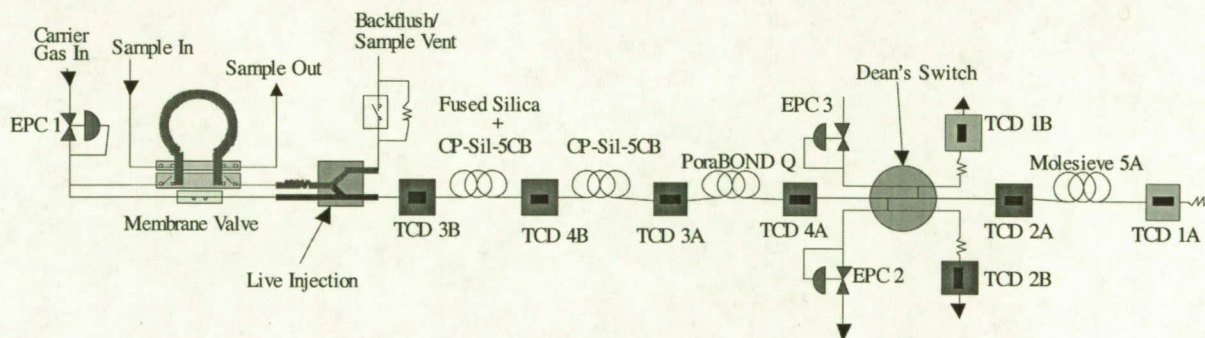 Carrier
Gas In
Sample In
Sample Out
Backflush/
Sample Vent
EPC 1
Membrane Valve
Live Injection
TCD 3B
Fused Silica
+
CP-Sil-5CB
TCD 4B
CP-Sil-5CB
TCD 3A
PoraBOND Q
TCD 4A
EPC 3
Dean's Switch
EPC 2
TCD 1B
TCD 2A
TCD 2B
Molesieve 5A
TCD 1A